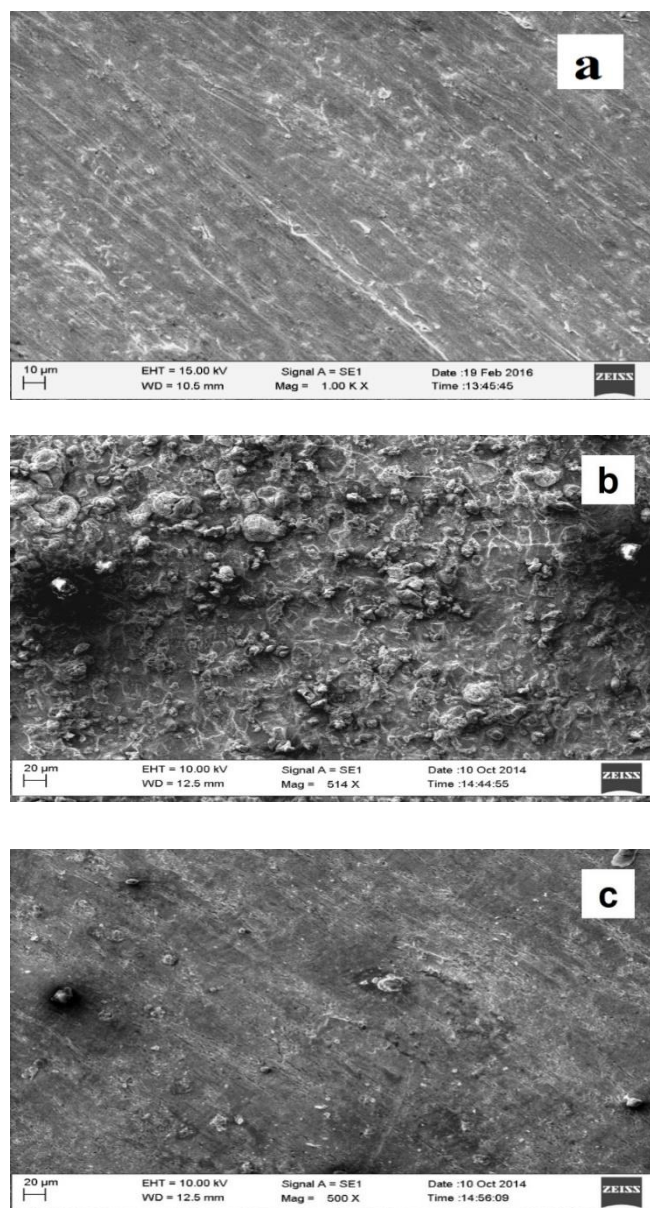 a
10 µm EHT = 15.00 kV Signal A = SE1 Date :19 Feb 2016 ZEISS
WD = 10.5 mm Mag = 1.00 K X Time :13:45:45
b
20 µm EHT = 10.00 kV Signal A = SE1 Date :10 Oct 2014 ZEISS
WD = 12.5 mm Mag = 514 X Time :14:44:55
c
20 µm EHT = 10.00 kV Signal A = SE1 Date :10 Oct 2014 ZEISS
WD = 12.5 mm Mag = 500 X Time :14:56:09